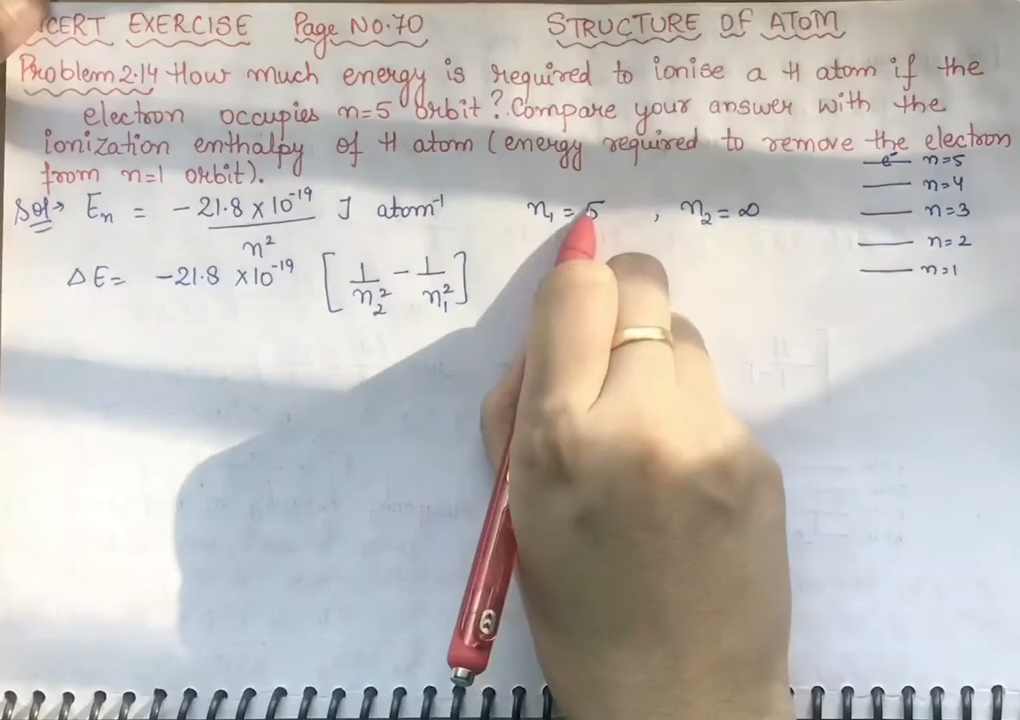 NCERT EXERCISE Page No.70 STRUCTURE OF ATOM
Problem 2.14 How much energy is required to ionise a H atom if the
electron occupies n=5 orbit? Compare your answer with the
ionization enthalpy of H atom (energy required to remove the electron
from n=1 orbit).
e⁻ n=5
n=4
n=3
n=2
n=1
Sol→ En = -21.8 × 10⁻¹⁹ / n² J atom⁻¹ n₁ = 5 , n₂ = ∞
ΔE = -21.8 × 10⁻¹⁹ [1/n₂² - 1/n₁²]